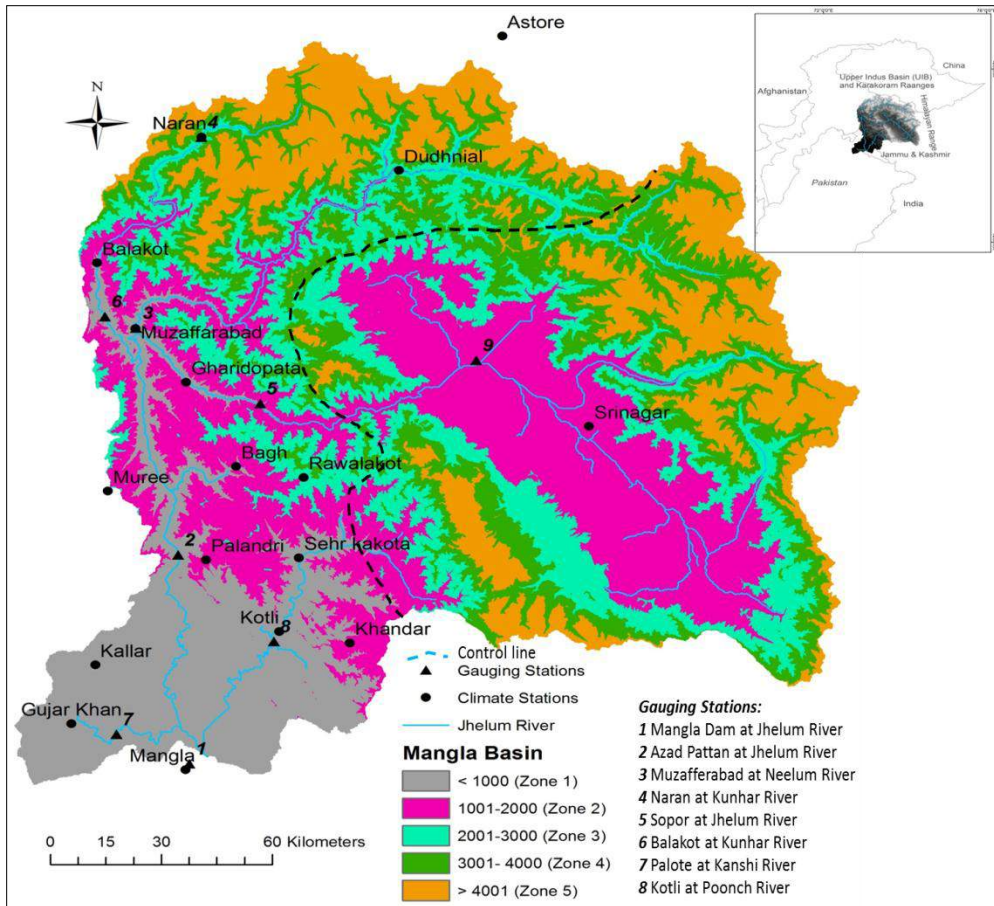 Astore
N
Naran
4
Dudhnial
Balakot
6
3
Muzaffarabad
Gharidopata
5
9
Srinagar
Bagh
Rawalakot
Muree
2
Palandri
Sehr kakota
Kotli
8
Khandar
Kallar
Gujar Khan
7
Mangla
1
China
Upper Indus Basin (UIB)
and Karakoram Raanges
Afghanistan
Himalayan Range
Jammu & Kashmir
Pakistan
India
Control line
Gauging Stations
Climate Stations
Jhelum River
Mangla Basin
< 1000 (Zone 1)
1001-2000 (Zone 2)
2001-3000 (Zone 3)
3001- 4000 (Zone 4)
> 4001 (Zone 5)
0 15 30 60 Kilometers
Gauging Stations:
1 Mangla Dam at Jhelum River
2 Azad Pattan at Jhelum River
3 Muzafferabad at Neelum River
4 Naran at Kunhar River
5 Sopor at Jhelum River
6 Balakot at Kunhar River
7 Palote at Kanshi River
8 Kotli at Poonch River